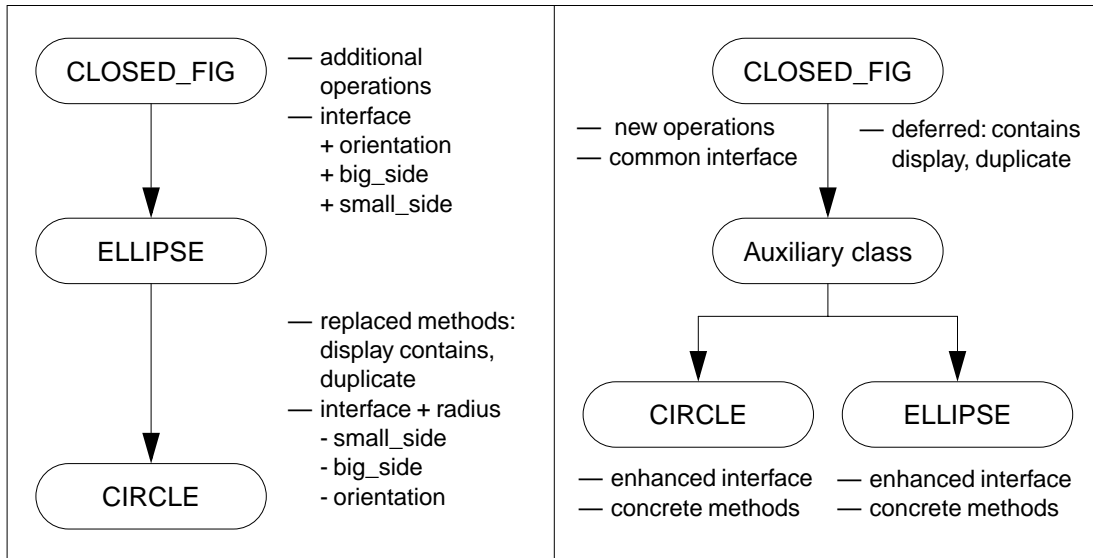 CLOSED_FIG
— additional
operations
— interface
+ orientation
+ big_side
+ small_side
ELLIPSE
— replaced methods:
display contains,
duplicate
— interface + radius
- small_side
- big_side
- orientation
CIRCLE
CLOSED_FIG
— new operations
— common interface
— deferred: contains
display, duplicate
Auxiliary class
CIRCLE
ELLIPSE
— enhanced interface
— concrete methods
— enhanced interface
— concrete methods